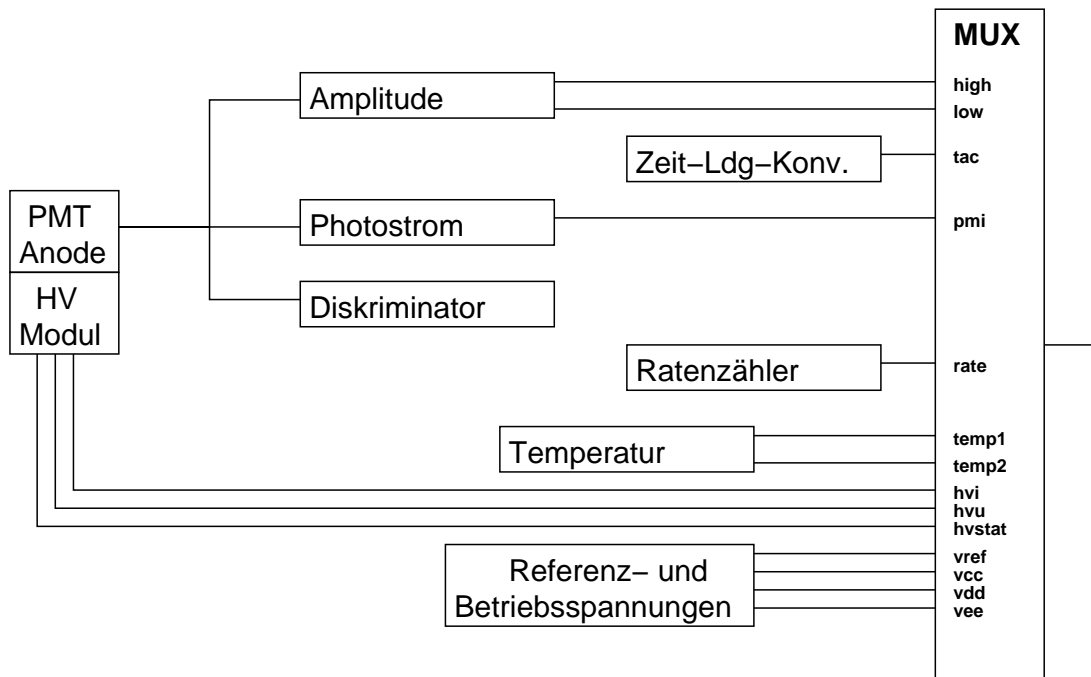 MUX
Amplitude
high
low
Zeit−Ldg−Konv.
tac
PMT
Anode
Photostrom
pmi
HV
Modul
Diskriminator
Ratenzähler
rate
Temperatur
temp1
temp2
hvi
hvu
hvstat
Referenz− und
Betriebsspannungen
vref
vcc
vdd
vee